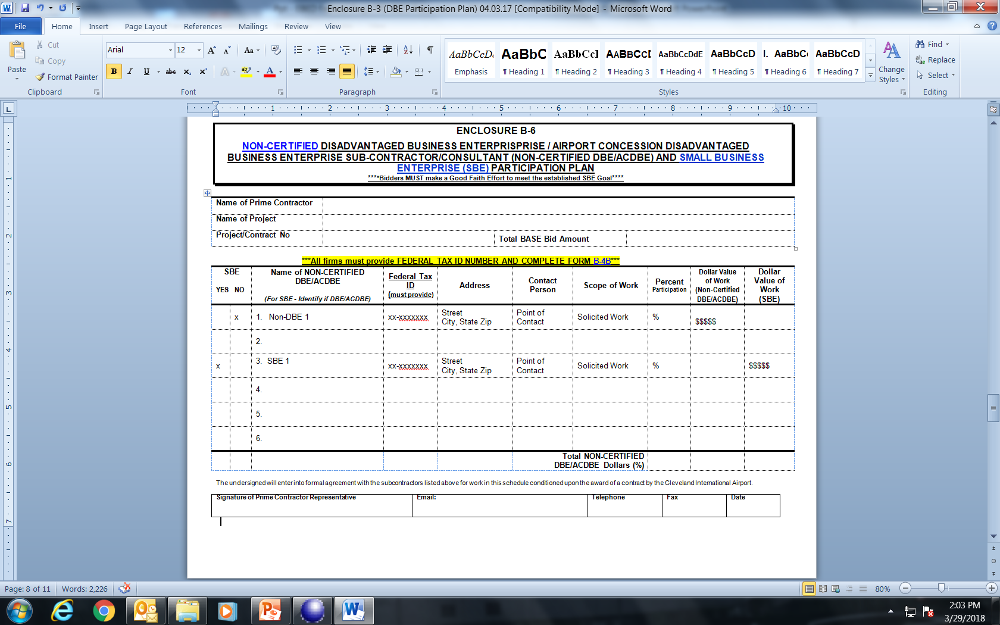 Enclosure B-3 (DBE Participation Plan) 04.03.17 [Compatibility Mode] - Microsoft Word
File Home Insert Page Layout References Mailings Review View
Paste
Cut
Copy
Format Painter
Clipboard
Arial 12
Font
Paragraph
AaBbCcDd AaBbC AaBbCcI AABBCCI AaBbCcDdE AaBbCcD I. AaBbC AaBbCcD
Emphasis ¶ Heading 1 ¶ Heading 2 ¶ Heading 3 ¶ Heading 4 ¶ Heading 5 ¶ Heading 6 ¶ Heading 7
Styles
Change Styles
Find
Replace
Select
Editing
1 2 3 4 5 6 7 8 9 10
ENCLOSURE B-6
NON-CERTIFIED DISADVANTAGED BUSINESS ENTERPRISPRISE / AIRPORT CONCESSION DISADVANTAGED
BUSINESS ENTERPRISE SUB-CONTRACTOR/CONSULTANT (NON-CERTIFIED DBE/ACDBE) AND SMALL BUSINESS
ENTERPRISE (SBE) PARTICIPATION PLAN
****Bidders MUST make a Good Faith Effort to meet the established SBE Goal****
Name of Prime Contractor
Name of Project
Project/Contract No Total BASE Bid Amount
***All firms must provide FEDERAL TAX ID NUMBER AND COMPLETE FORM B-4B***
SBE
YES NO
Name of NON-CERTIFIED
DBE/ACDBE
(For SBE - Identify if DBE/ACDBE)
Federal Tax
ID
(must provide)
Address
Contact
Person
Scope of Work
Percent
Participation
Dollar Value
of Work
(Non-Certified
DBE/ACDBE)
Dollar
Value of
Work
(SBE)
x
1. Non-DBE 1
xx-xxxxxxx
Street
City, State Zip
Point of
Contact
Solicited Work
%
$$$$$
2.
x
3. SBE 1
xx-xxxxxxx
Street
City, State Zip
Point of
Contact
Solicited Work
%
$$$$$
4.
5.
6.
Total NON-CERTIFIED
DBE/ACDBE Dollars (%)
The undersigned will enter into formal agreement with the subcontractors listed above for work in this schedule conditioned upon the award of a contract by the Cleveland International Airport.
Signature of Prime Contractor Representative Email: Telephone Fax Date
1
2
3
4
5
6
7
Page: 8 of 11 Words: 2,226
80%
2:03 PM
3/29/2018